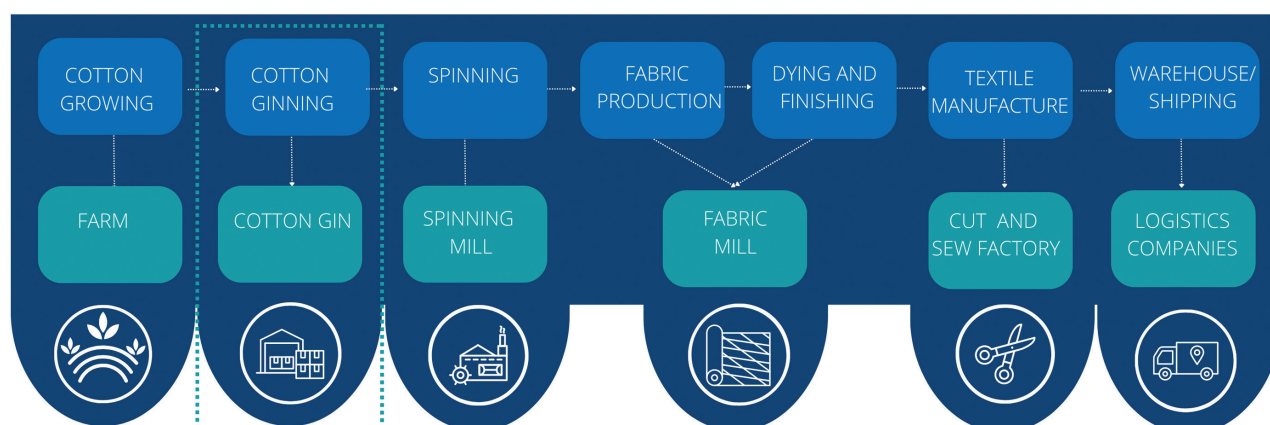 COTTON
GROWING
COTTON
GINNING
SPINNING
FABRIC
PRODUCTION
DYING AND
FINISHING
TEXTILE
MANUFACTURE
WAREHOUSE/
SHIPPING
FARM
COTTON GIN
SPINNING
MILL
FABRIC
MILL
CUT AND
SEW FACTORY
LOGISTICS
COMPANIES